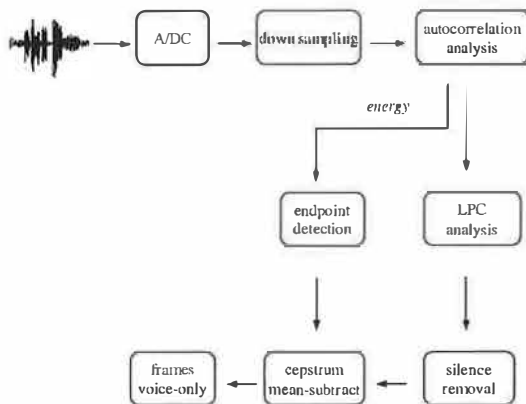 A/DC
down sampling
autocorrelation
analysis
energy
endpoint
detection
LPC
analysis
frames
voice-only
cepstrum
mean-subtract
silence
removal